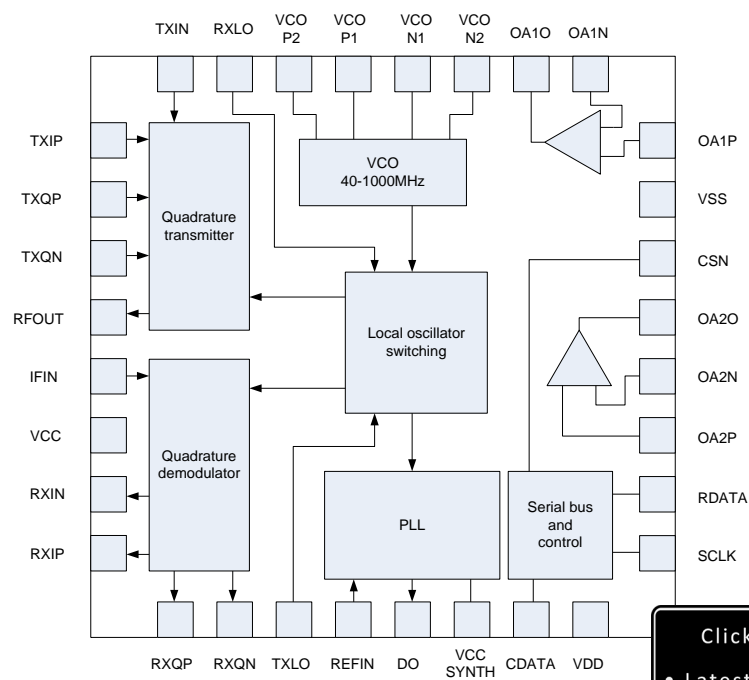 TXIN
RXLO
VCO
P2
VCO
P1
VCO
N1
VCO
N2
OA1O
OA1N
TXIP
TXQP
TXQN
RFOUT
IFIN
VCC
RXIN
RXIP
Quadrature
transmitter
VCO
40-1000MHz
Local oscillator
switching
Quadrature
demodulator
PLL
Serial bus
and
control
OA1P
VSS
CSN
OA2O
OA2N
OA2P
RDATA
SCLK
RXQP
RXQN
TXLO
REFIN
DO
VCC
SYNTH
CDATA
VDD
Click
• Latest